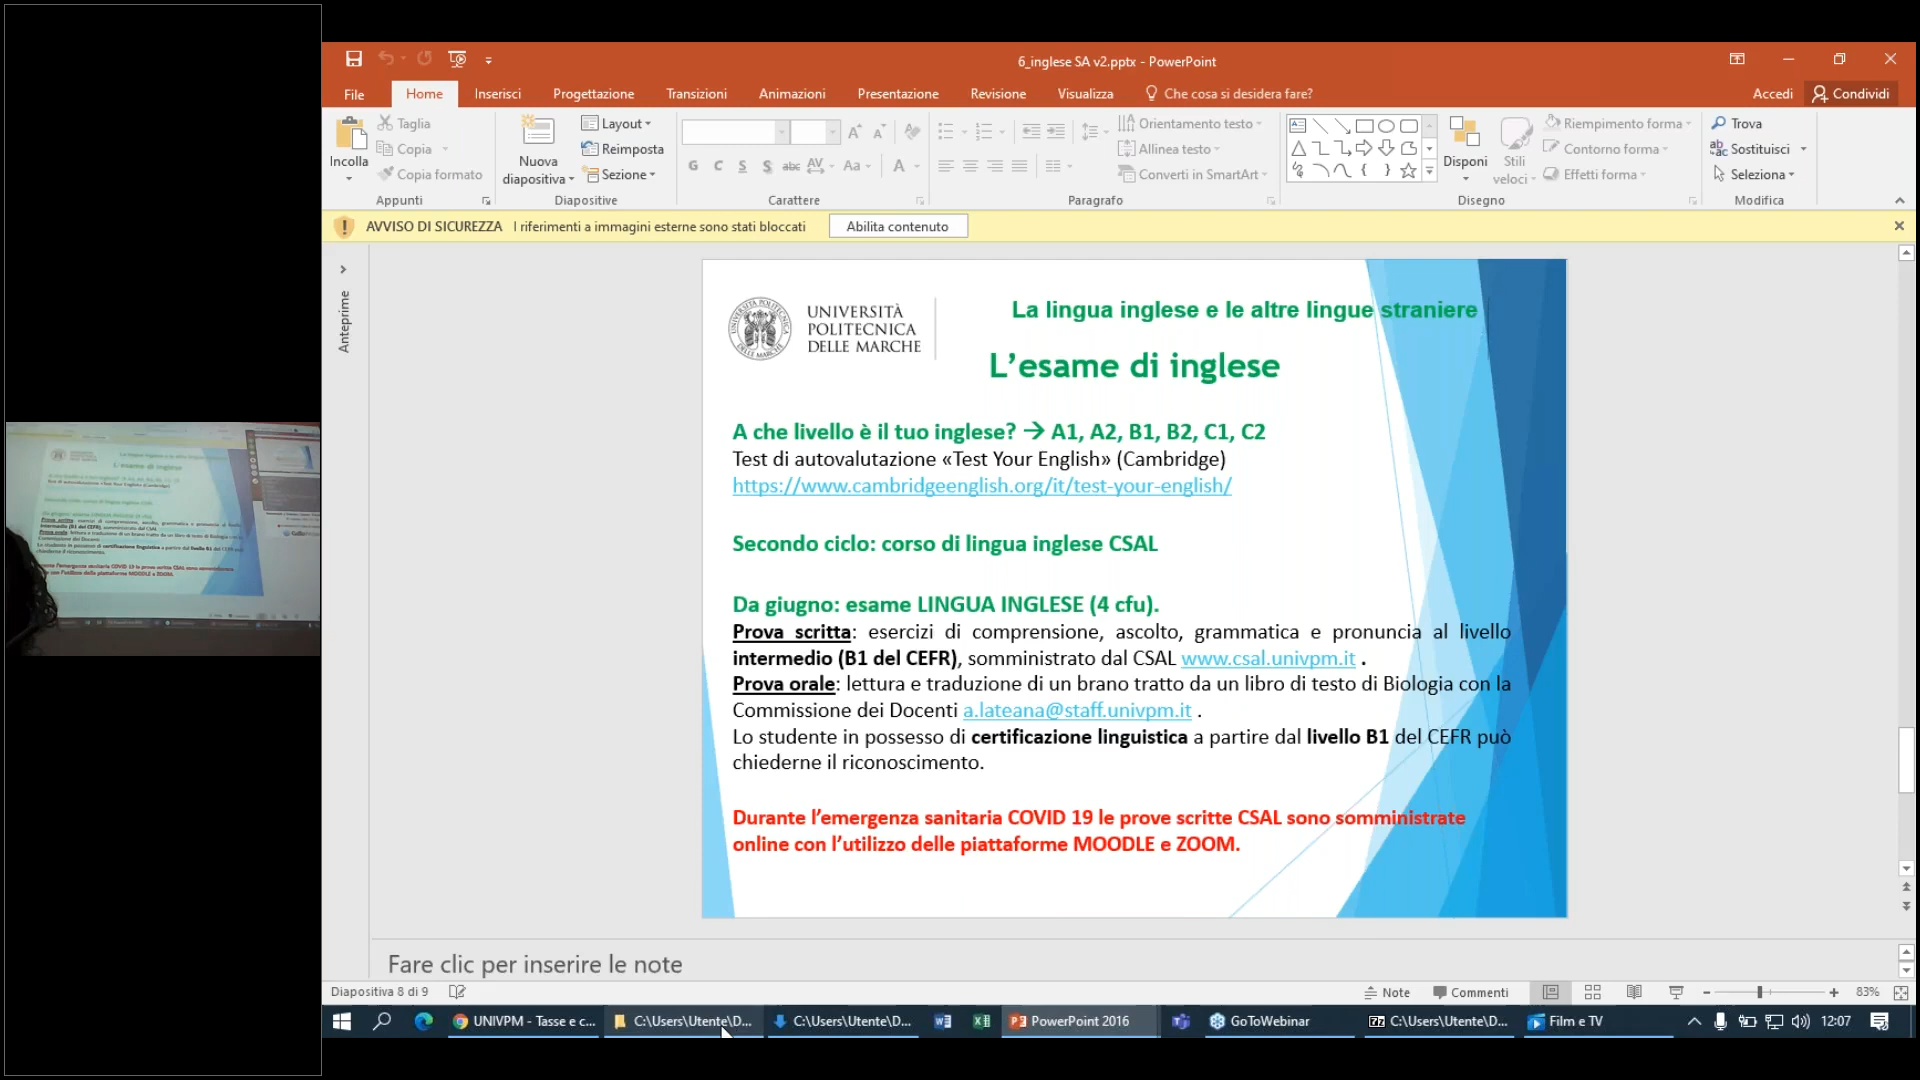 6_inglese SA v2.pptx - PowerPoint
File Home Inserisci Progettazione Transizioni Animazioni Presentazione Revisione Visualizza Che cosa si desidera fare? Accedi Condividi
Incolla
Taglia
Copia
Copia formato
Appunti
Nuova
diapositiva
Layout
Reimposta
Sezione
Diapositive
G C S S abc AV Aa A
Carattere
Orientamento testo
Allinea testo
Converti in SmartArt
Paragrafo
Disponi
Stili
veloci
Riempimento forma
Contorno forma
Effetti forma
Disegno
Trova
Sostituisci
Seleziona
Modifica
AVVISO DI SICUREZZA I riferimenti a immagini esterne sono stati bloccati Abilita contenuto
Anteprime
UNIVERSITÀ
POLITECNICA
DELLE MARCHE
La lingua inglese e le altre lingue straniere
L’esame di inglese
A che livello è il tuo inglese? → A1, A2, B1, B2, C1, C2
Test di autovalutazione «Test Your English» (Cambridge)
https://www.cambridgeenglish.org/it/test-your-english/
Secondo ciclo: corso di lingua inglese CSAL
Da giugno: esame LINGUA INGLESE (4 cfu).
Prova scritta: esercizi di comprensione, ascolto, grammatica e pronuncia al livello
intermedio (B1 del CEFR), somministrato dal CSAL www.csal.univpm.it .
Prova orale: lettura e traduzione di un brano tratto da un libro di testo di Biologia con la
Commissione dei Docenti a.lateana@staff.univpm.it .
Lo studente in possesso di certificazione linguistica a partire dal livello B1 del CEFR può
chiederne il riconoscimento.
Durante l’emergenza sanitaria COVID 19 le prove scritte CSAL sono somministrate
online con l’utilizzo delle piattaforme MOODLE e ZOOM.
Fare clic per inserire le note
Diapositiva 8 di 9 Note Commenti 83%
UNIVPM - Tasse e c... C:\Users\Utente\D... C:\Users\Utente\D... PowerPoint 2016 GoToWebinar C:\Users\Utente\D... Film e TV 12:07